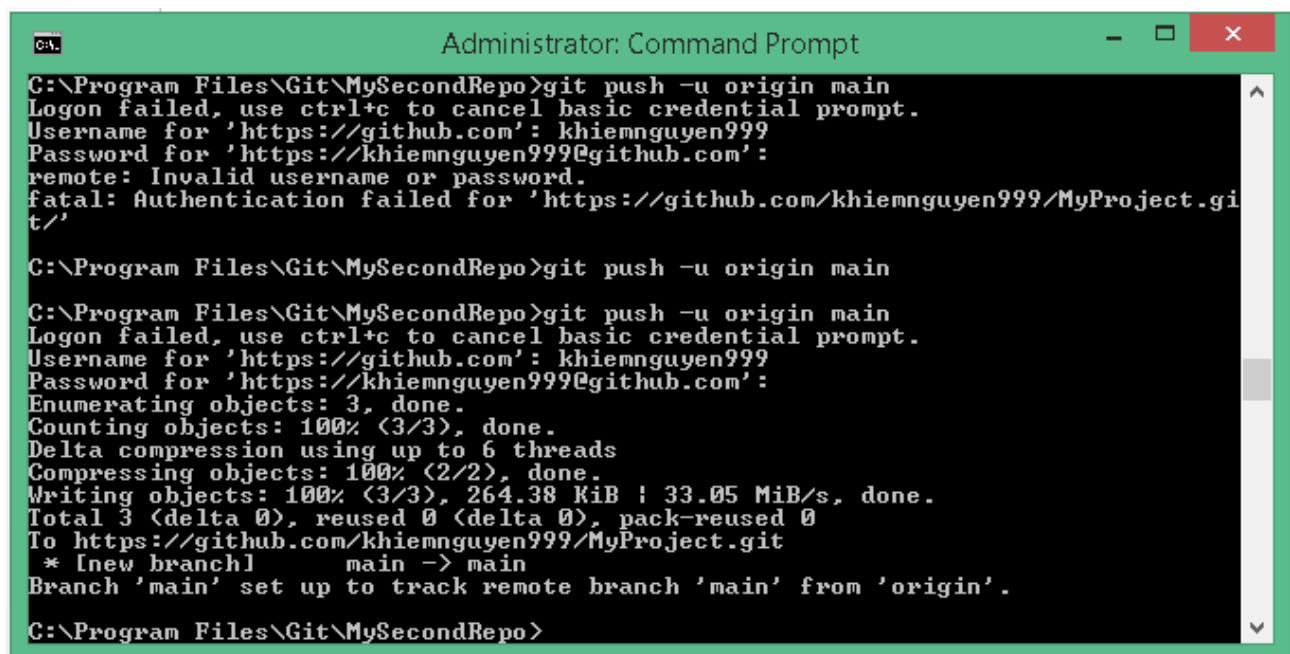 Administrator: Command Prompt
C:\Program Files\Git\MySecondRepo>git push -u origin main
Logon failed, use ctrl+c to cancel basic credential prompt.
Username for 'https://github.com': khiemnguyen999
Password for 'https://khiemnguyen999@github.com':
remote: Invalid username or password.
fatal: Authentication failed for 'https://github.com/khiemnguyen999/MyProject.gi
t/'
C:\Program Files\Git\MySecondRepo>git push -u origin main
C:\Program Files\Git\MySecondRepo>git push -u origin main
Logon failed, use ctrl+c to cancel basic credential prompt.
Username for 'https://github.com': khiemnguyen999
Password for 'https://khiemnguyen999@github.com':
Enumerating objects: 3, done.
Counting objects: 100% (3/3), done.
Delta compression using up to 6 threads
Compressing objects: 100% (2/2), done.
Writing objects: 100% (3/3), 264.38 KiB | 33.05 MiB/s, done.
Total 3 (delta 0), reused 0 (delta 0), pack-reused 0
To https://github.com/khiemnguyen999/MyProject.git
 * [new branch]      main -> main
Branch 'main' set up to track remote branch 'main' from 'origin'.
C:\Program Files\Git\MySecondRepo>